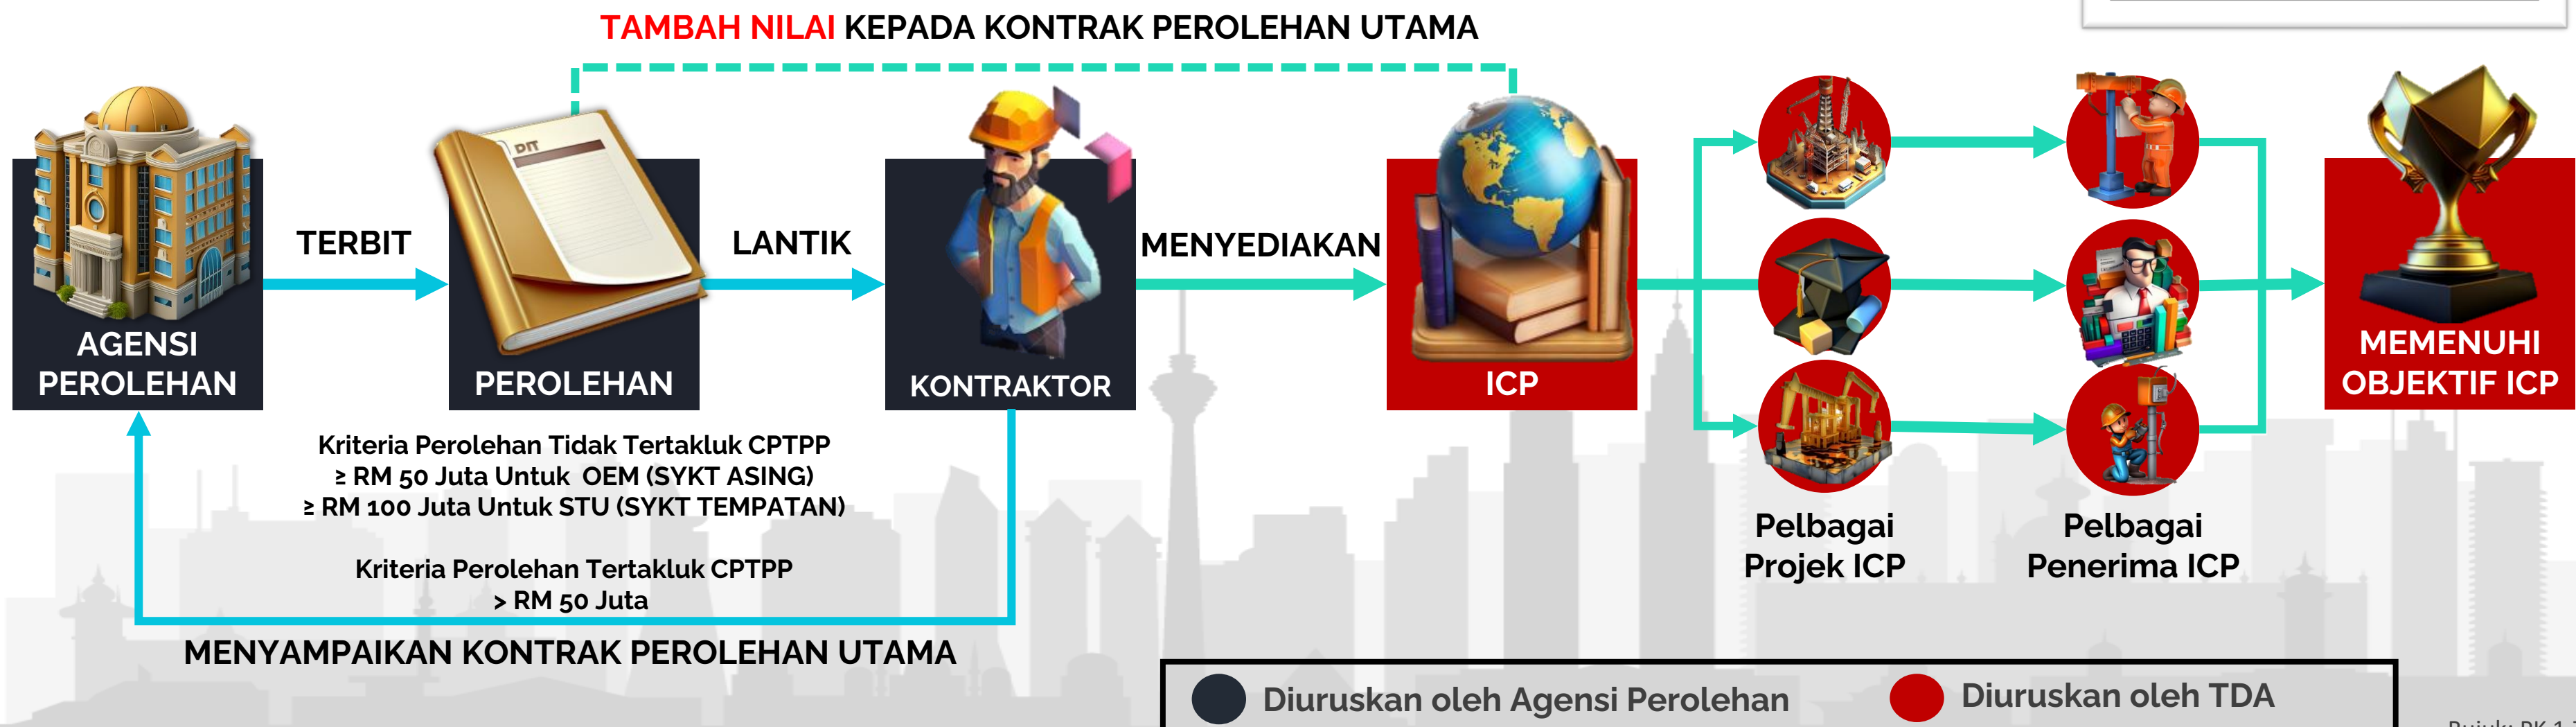 TAMBAH NILAI KEPADA KONTRAK PEROLEHAN UTAMA
TERBIT
LANTIK
MENYEDIAKAN
AGENSI
PEROLEHAN
PEROLEHAN
KONTRAKTOR
ICP
MEMENUHI
OBJEKTIF ICP
Kriteria Perolehan Tidak Tertakluk CPTPP
≥ RM 50 Juta Untuk OEM (SYKT ASING)
≥ RM 100 Juta Untuk STU (SYKT TEMPATAN)
Kriteria Perolehan Tertakluk CPTPP
> RM 50 Juta
Pelbagai
Projek ICP
Pelbagai
Penerima ICP
MENYAMPAIKAN KONTRAK PEROLEHAN UTAMA
Diuruskan oleh Agensi Perolehan
Diuruskan oleh TDA